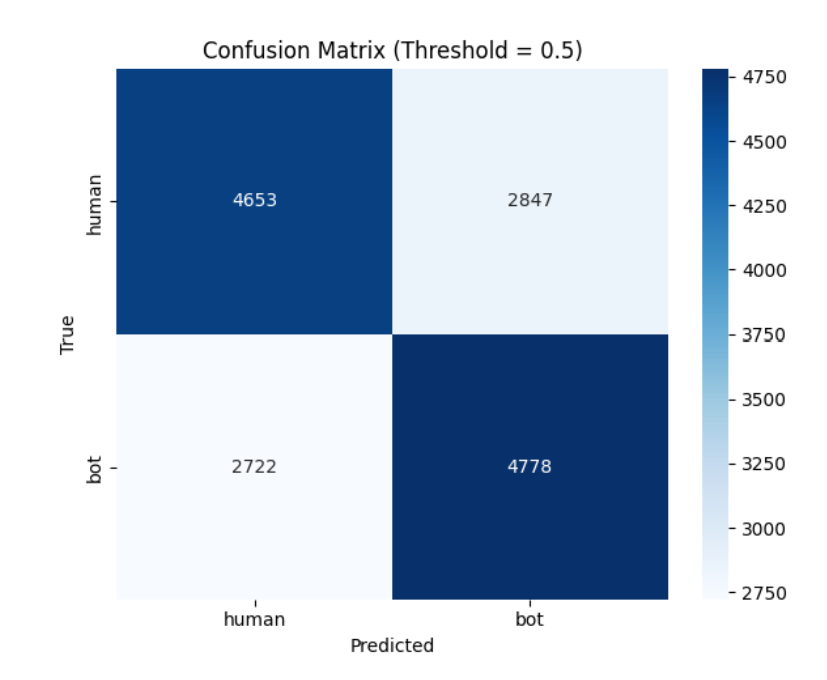 Confusion Matrix (Threshold = 0.5)
human
4653
2847
True
bot
2722
4778
human
bot
Predicted
4750
4500
4250
4000
3750
3500
3250
3000
2750